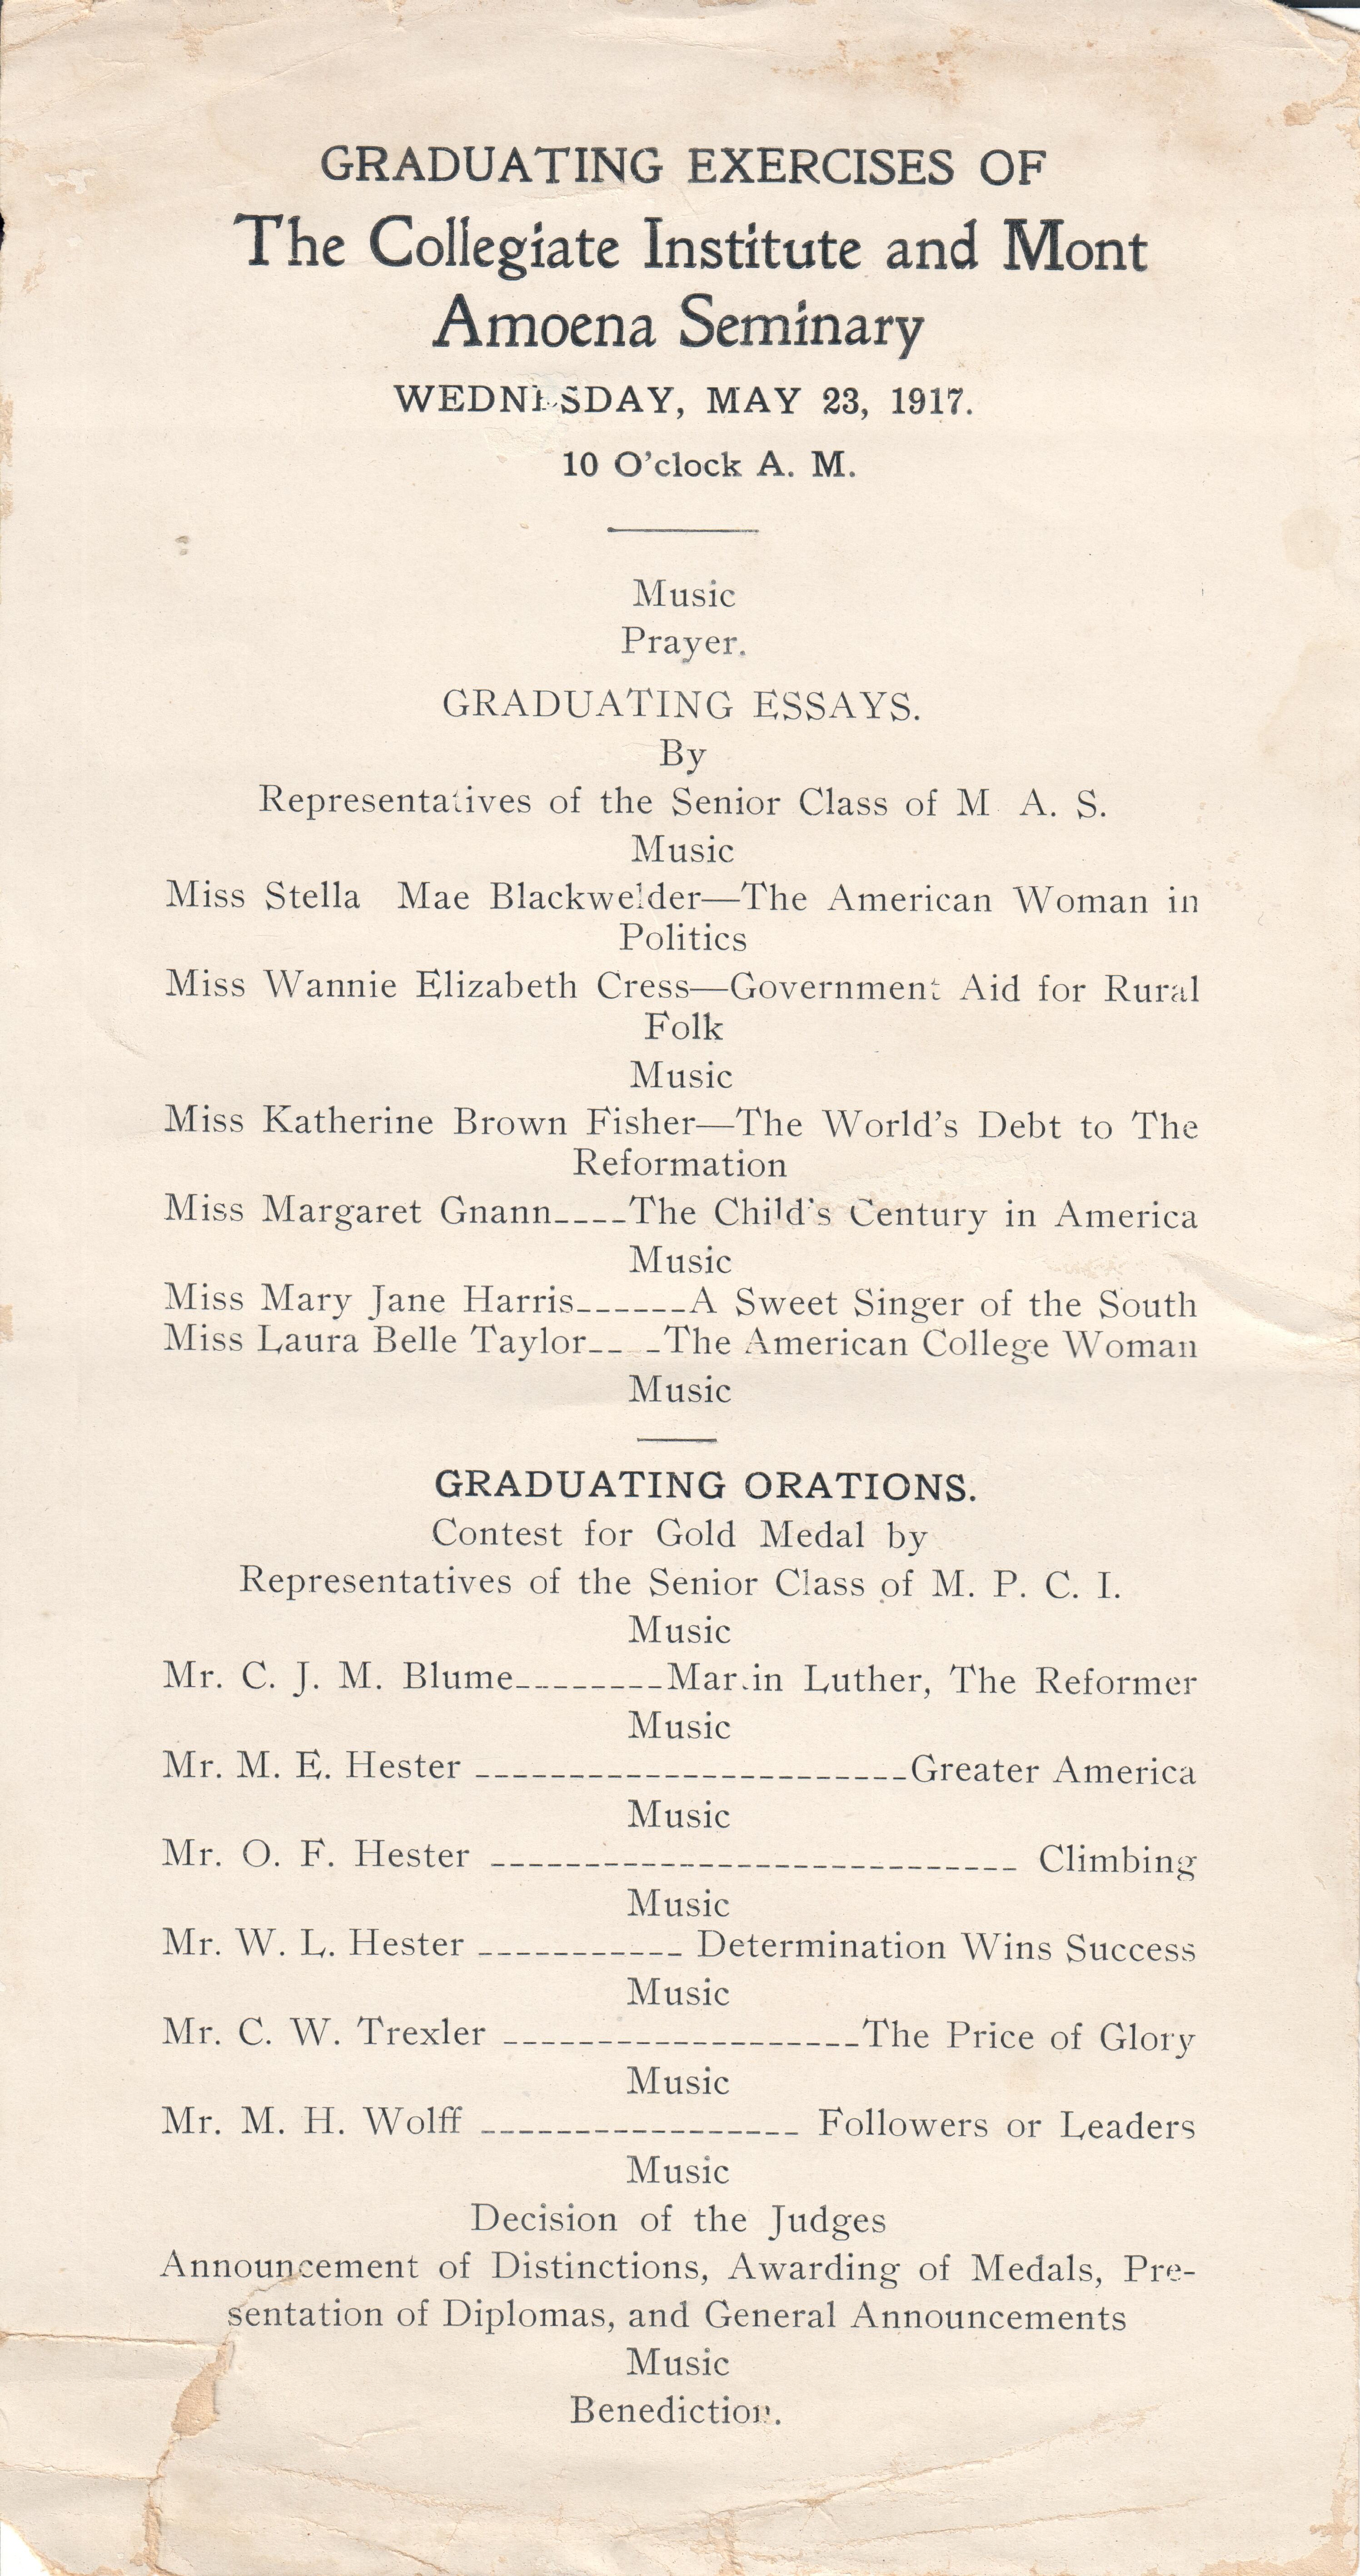 GRADUATING EXERCISES OF
The Collegiate Institute and Mont
Amoena Seminary
WEDNESDAY, MAY 23, 1917.
10 O'clock A. M.
Music
Prayer.
GRADUATING ESSAYS.
By
Representatives of the Senior Class of M A. S.
Music
Miss Stella Mae Blackwelder—The American Woman in
Politics
Miss Wannie Elizabeth Cress—Government Aid for Rural
Folk
Music
Miss Katherine Brown Fisher—The World's Debt to The
Reformation
Miss Margaret Gnann----The Child's Century in America
Music
Miss Mary Jane Harris------A Sweet Singer of the South
Miss Laura Belle Taylor-- -The American College Woman
Music
GRADUATING ORATIONS.
Contest for Gold Medal by
Representatives of the Senior Class of M. P. C. I.
Music
Mr. C. J. M. Blume--------Martin Luther, The Reformer
Music
Mr. M. E. Hester -----------------------Greater America
Music
Mr. O. F. Hester ---------------------------- Climbing
Music
Mr. W. L. Hester ----------- Determination Wins Success
Music
Mr. C. W. Trexler -------------------The Price of Glory
Music
Mr. M. H. Wolff ----------------- Followers or Leaders
Music
Decision of the Judges
Announcement of Distinctions, Awarding of Medals, Pre-
sentation of Diplomas, and General Announcements
Music
Benediction.